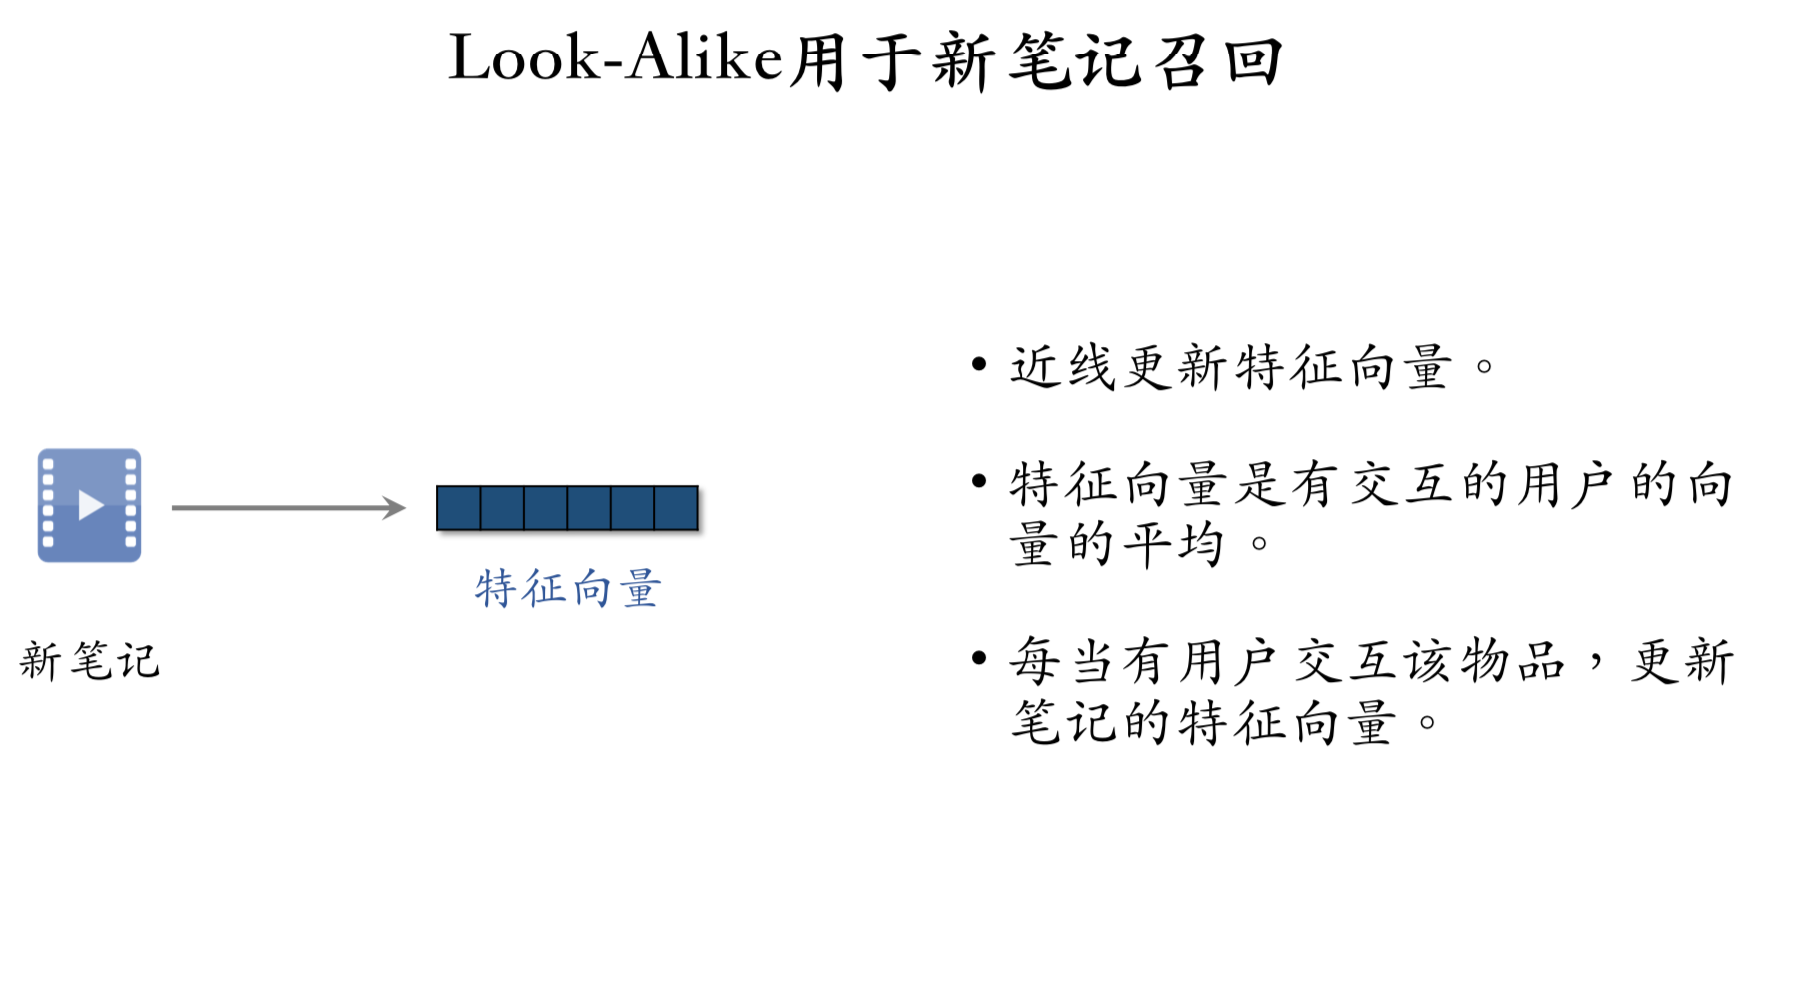 Look-Alike用于新笔记召回
• 近线更新特征向量。
• 特征向量是有交互的用户的向
量的平均。
• 每当有用户交互该物品，更新
笔记的特征向量。
特征向量
新笔记